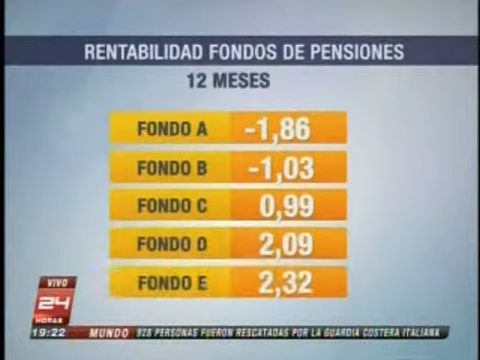 RENTABILIDAD FONDOS DE PENSIONES
12 MESES
FONDO A -1,86
FONDO B -1,03
FONDO C 0,99
FONDO D 2,09
FONDO E 2,32
VIVO
24
HORAS
19:22 MUNDO 928 PERSONAS FUERON RESCATADAS POR LA GUARDIA COSTERA ITALIANA